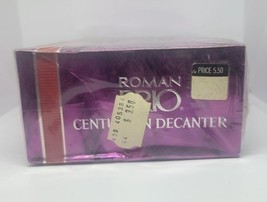 ROMAN
PRICE 5.50
BRIO
CENTURION DECANTER